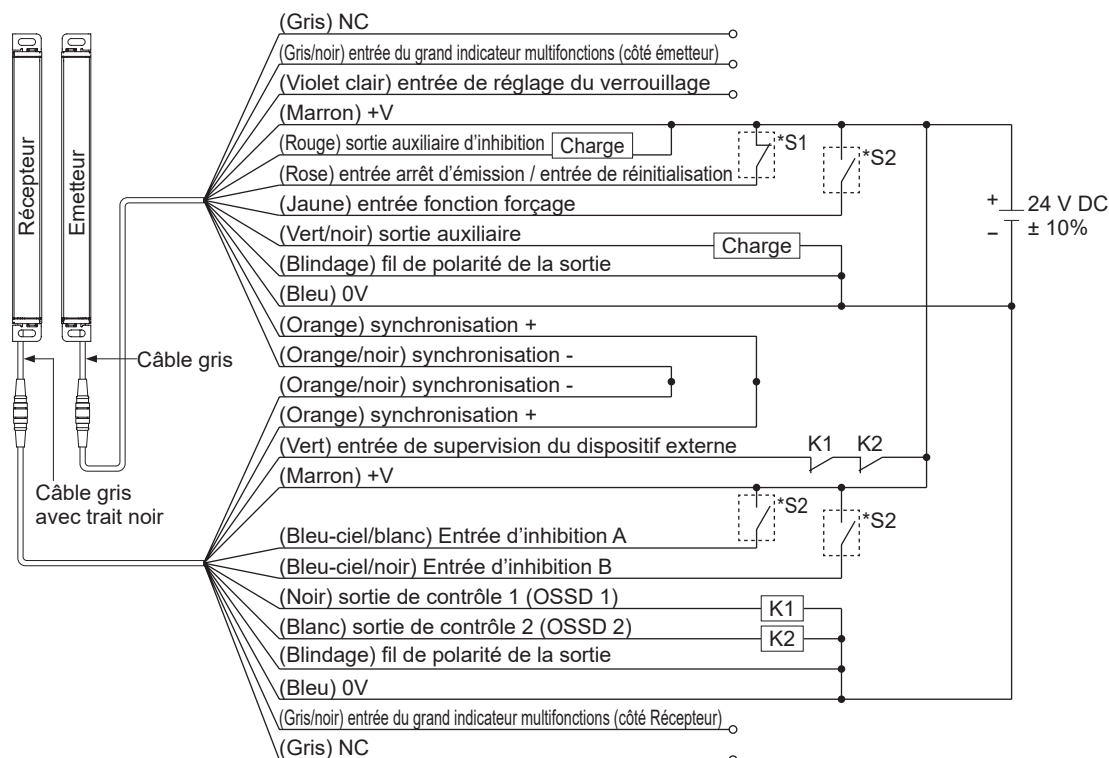 (Gris) NC
(Gris/noir) entrée du grand indicateur multifonctions (côté émetteur)
(Violet clair) entrée de réglage du verrouillage
(Marron) +V
(Rouge) sortie auxiliaire d’inhibition
Charge
*S1
*S2
(Rose) entrée arrêt d’émission / entrée de réinitialisation
(Jaune) entrée fonction forçage
+
24 V DC
–
± 10%
(Vert/noir) sortie auxiliaire
Charge
(Blindage) fil de polarité de la sortie
(Bleu) 0V
(Orange) synchronisation +
(Orange/noir) synchronisation -
(Orange/noir) synchronisation -
(Orange) synchronisation +
(Vert) entrée de supervision du dispositif externe
K1
K2
(Marron) +V
*S2
*S2
(Bleu-ciel/blanc) Entrée d’inhibition A
(Bleu-ciel/noir) Entrée d’inhibition B
(Noir) sortie de contrôle 1 (OSSD 1)
K1
(Blanc) sortie de contrôle 2 (OSSD 2)
K2
(Blindage) fil de polarité de la sortie
(Bleu) 0V
(Gris/noir) entrée du grand indicateur multifonctions (côté Récepteur)
(Gris) NC
Récepteur
Emetteur
Câble gris
Câble gris
avec trait noir